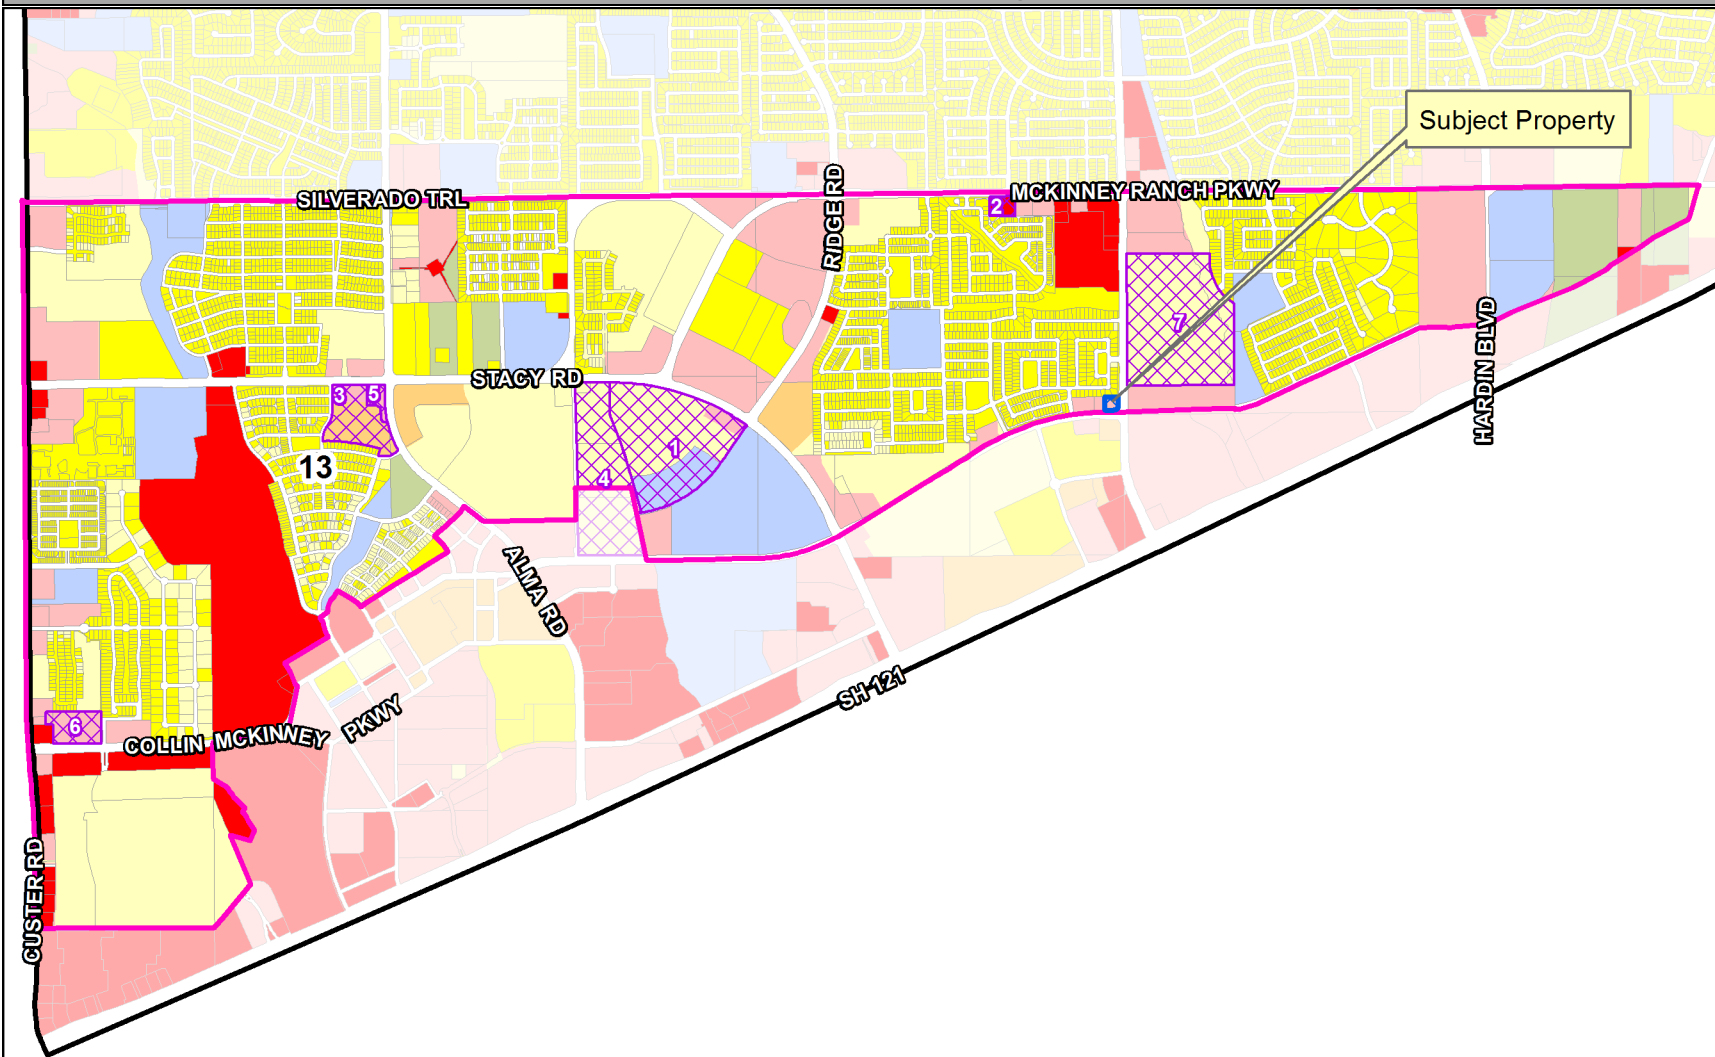 Subject Property
SILVERADO TRL
RIDGE RD
2
MCKINNEY RANCH PKWY
7
HARDIN BLVD
STACY RD
3
5
13
1
4
ALMA RD
6
COLLIN MCKINNEY PKWY
SH 121
CUSTER RD